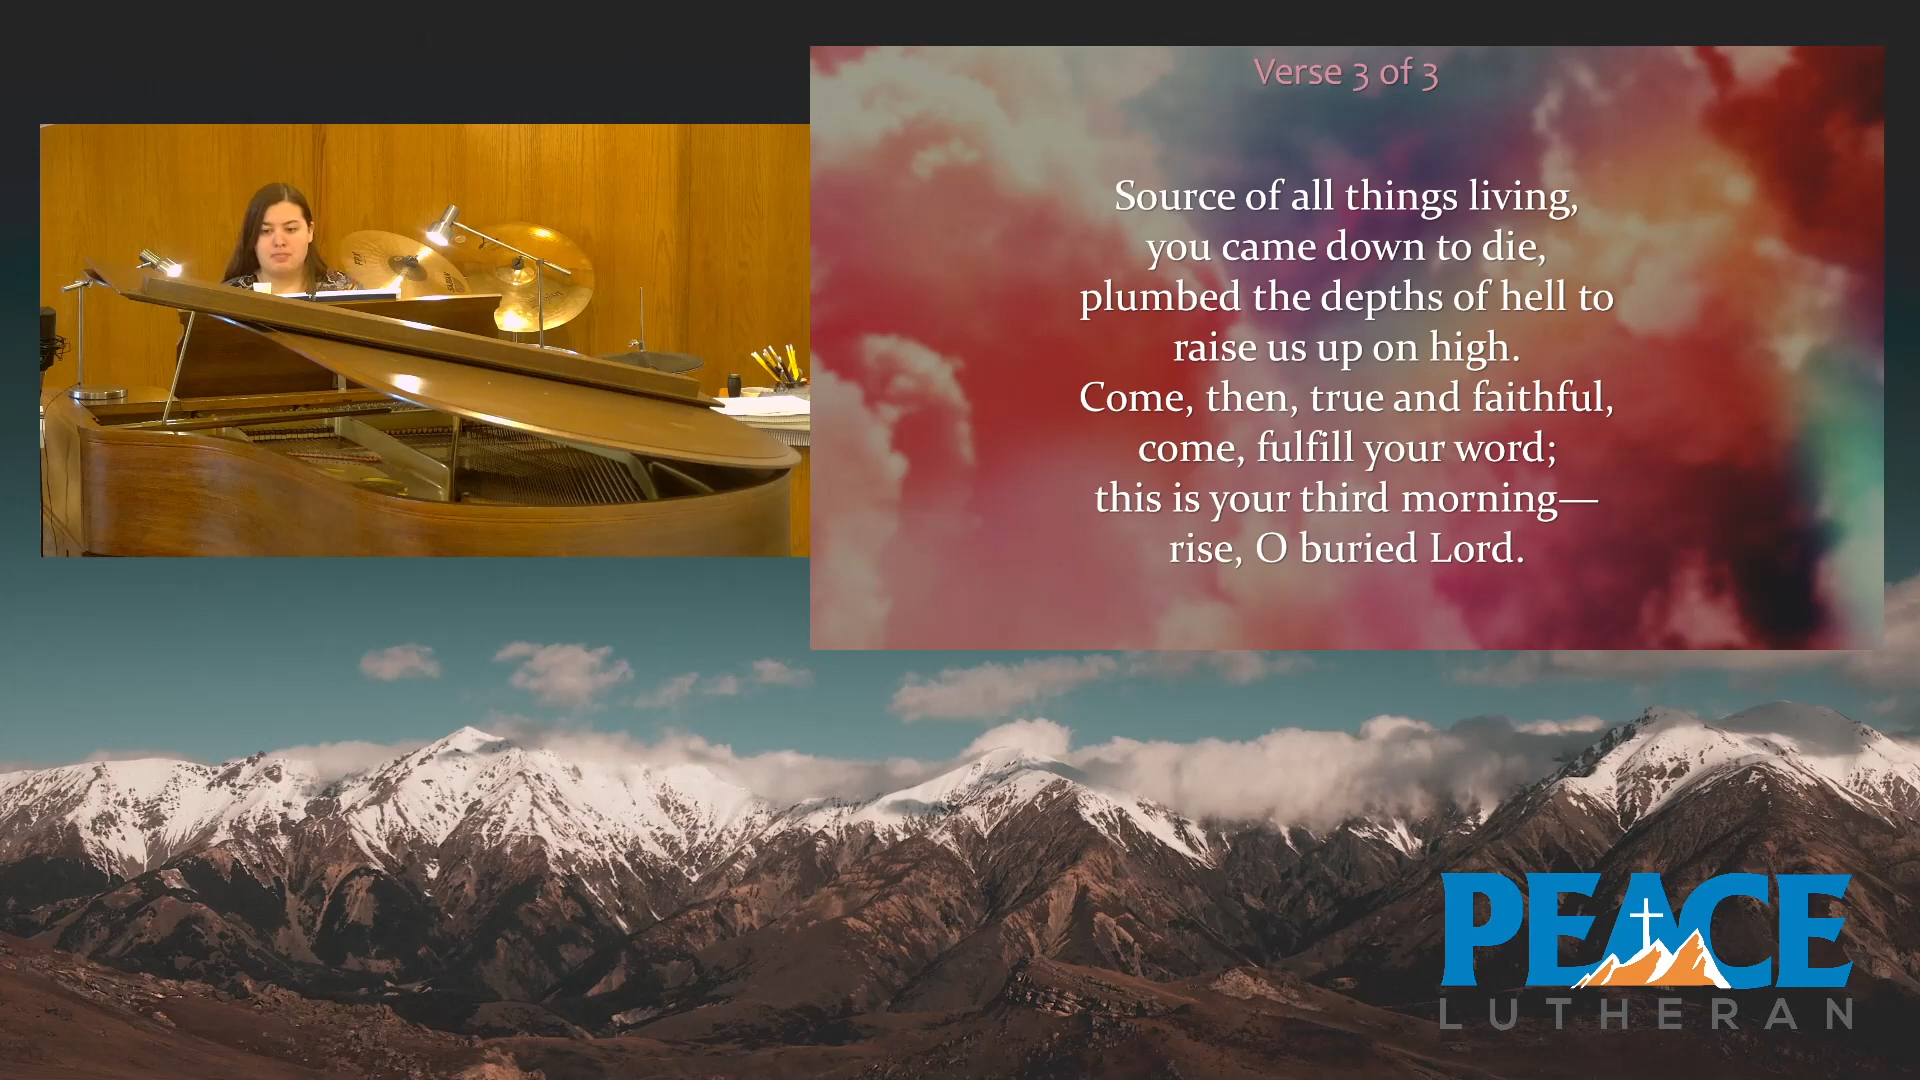 Verse 3 of 3
Source of all things living,
you came down to die,
plumbed the depths of hell to
raise us up on high.
Come, then, true and faithful,
come, fulfill your word;
this is your third morning—
rise, O buried Lord.
PEACE
LUTHERAN